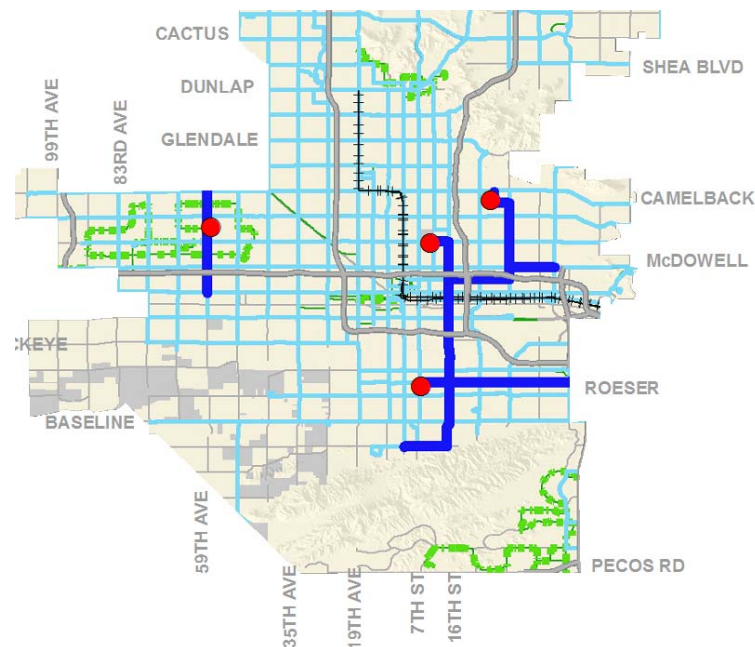 CACTUS
SHEA BLVD
DUNLAP
99TH AVE
83RD AVE
GLENDALE
CAMELBACK
McDOWELL
CKEYE
ROESER
BASELINE
59TH AVE
35TH AVE
19TH AVE
7TH ST
16TH ST
PECOS RD